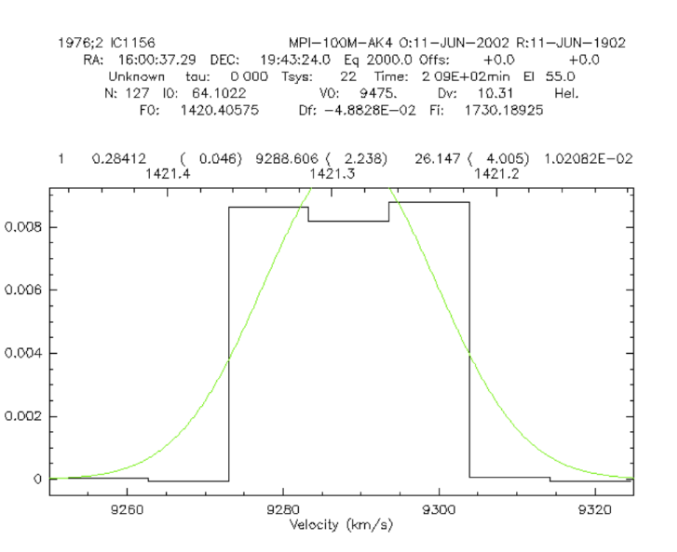 1976;2 IC1156 MPI-100M-AK4 O:11-JUN-2002 R:11-JUN-1902
RA: 16:00:37.29 DEC: 19:43:24.0 Eq 2000.0 Offs: +0.0 +0.0
Unknown tau: 0.000 Tsys: 22 Time: 2.09E+02min El 55.0
N: 127 I0: 64.1022 V0: 9475. Dv: 10.31 Hel.
F0: 1420.40575 Df: -4.8828E-02 Fi: 1730.18925
1 0.28412 ( 0.046) 9288.606 ( 2.238) 26.147 ( 4.005) 1.02082E-02
1421.4 1421.3 1421.2
0.008
0.006
0.004
0.002
0
9260 9280 9300 9320
Velocity (km/s)